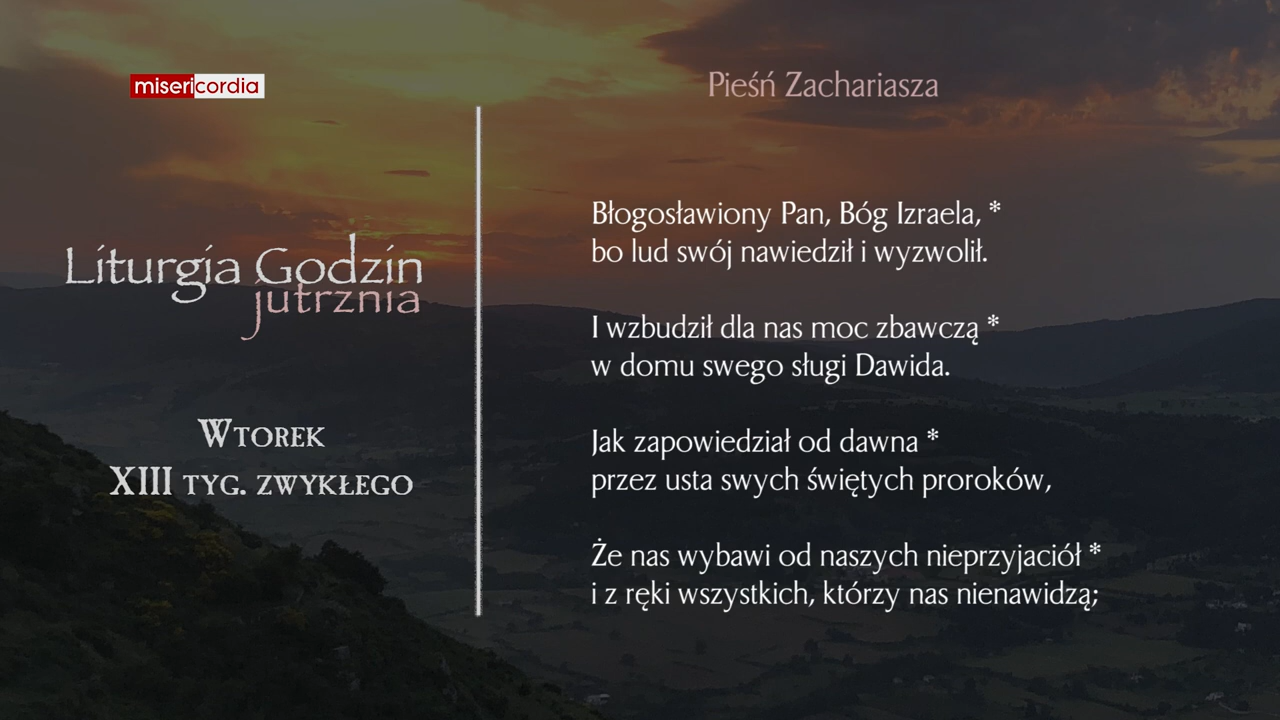 misericordia
Liturgia Godzin
jutrznia
Wtorek
XIII tyg. zwykłego
Pieśń Zachariasza
Błogosławiony Pan, Bóg Izraela, *
bo lud swój nawiedził i wyzwolił.
I wzbudził dla nas moc zbawczą *
w domu swego sługi Dawida.
Jak zapowiedział od dawna *
przez usta swych świętych proroków,
Że nas wybawi od naszych nieprzyjaciół *
i z ręki wszystkich, którzy nas nienawidzą;